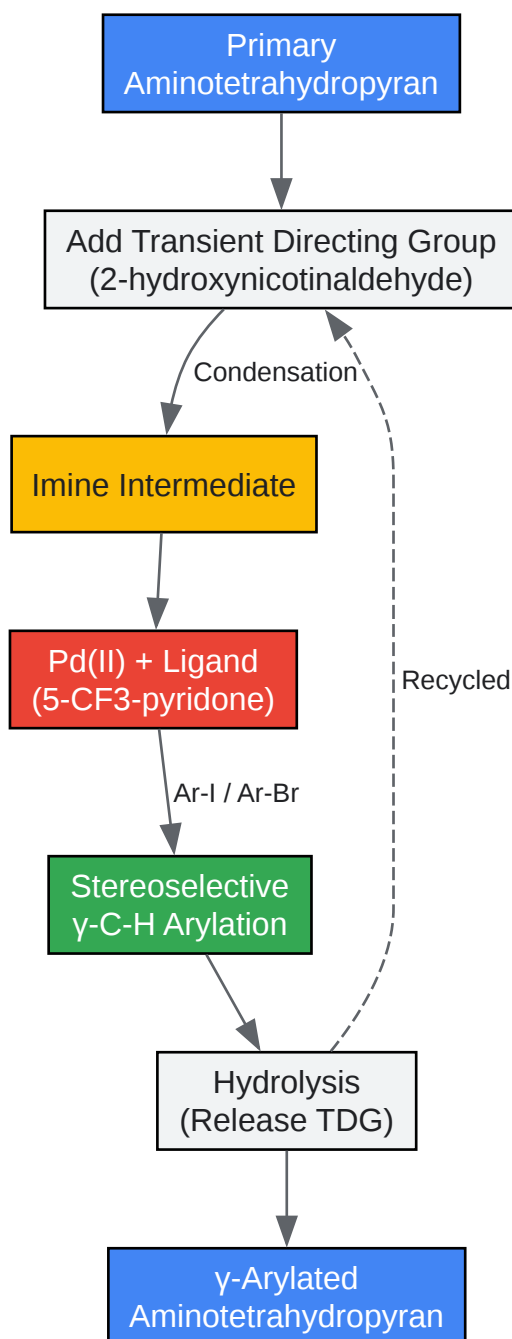 Primary
Aminotetrahydropyran
Add Transient Directing Group
(2-hydroxynicotinaldehyde)
Condensation
Imine Intermediate
Pd(II) + Ligand
(5-CF3-pyridone)
Recycled
Ar-I / Ar-Br
Stereoselective
γ-C-H Arylation
Hydrolysis
(Release TDG)
γ-Arylated
Aminotetrahydropyran